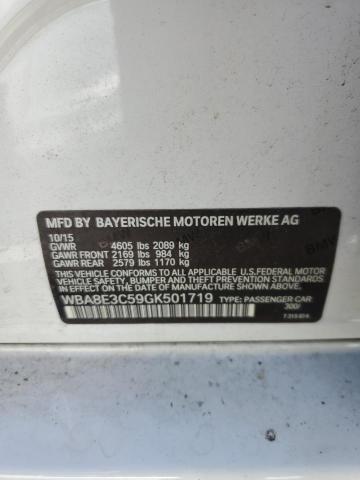 MFD BY BAYERISCHE MOTOREN WERKE AG
10/15
GVWR 4605 lbs 2089 kg
GAWR FRONT 2169 lbs 984 kg
GAWR REAR 2579 lbs 1170 kg
THIS VEHICLE CONFORMS TO ALL APPLICABLE U.S. FEDERAL MOTOR
VEHICLE SAFETY, BUMPER, AND THEFT PREVENTION STANDARDS
IN EFFECT ON THE DATE OF MANUFACTURE SHOWN ABOVE.
WBA8E3C59GK501719 TYPE: PASSENGER CAR
300/